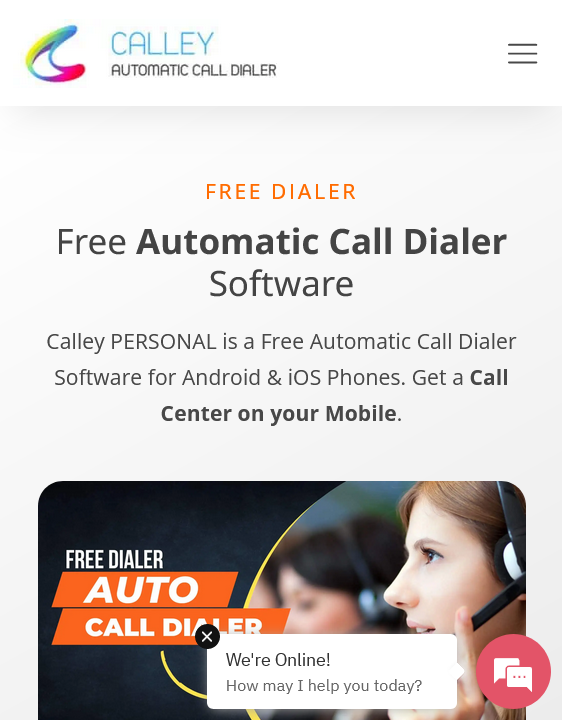 CALLEY
AUTOMATIC CALL DIALER
FREE DIALER
Free Automatic Call Dialer
Software
Calley PERSONAL is a Free Automatic Call Dialer
Software for Android & iOS Phones. Get a Call
Center on your Mobile.
FREE DIALER
AUTO
CALL DIALER
We're Online!
How may I help you today?